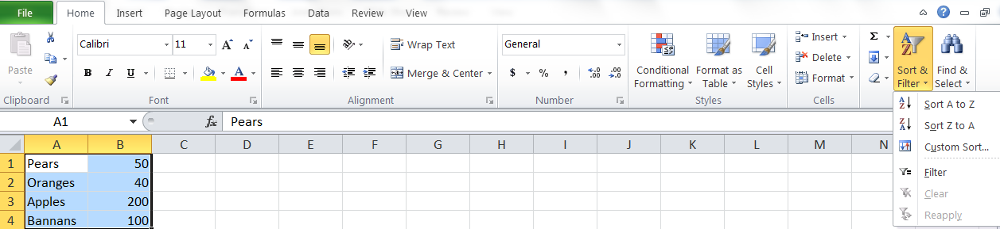 File Home Insert Page Layout Formulas Data Review View
Calibri 11 Wrap Text General Insert Σ
Paste B I U A Merge & Center $ % , .00 .0 Conditional Formatting Format as Table Cell Styles Delete Format Sort & Filter Find & Select
Clipboard Font Alignment Number Styles Cells
Sort A to Z
Sort Z to A
Custom Sort...
Filter
Clear
Reapply
A1 fx Pears
A B C D E F G H I J K L M N
1 Pears 50
2 Oranges 40
3 Apples 200
4 Bannans 100